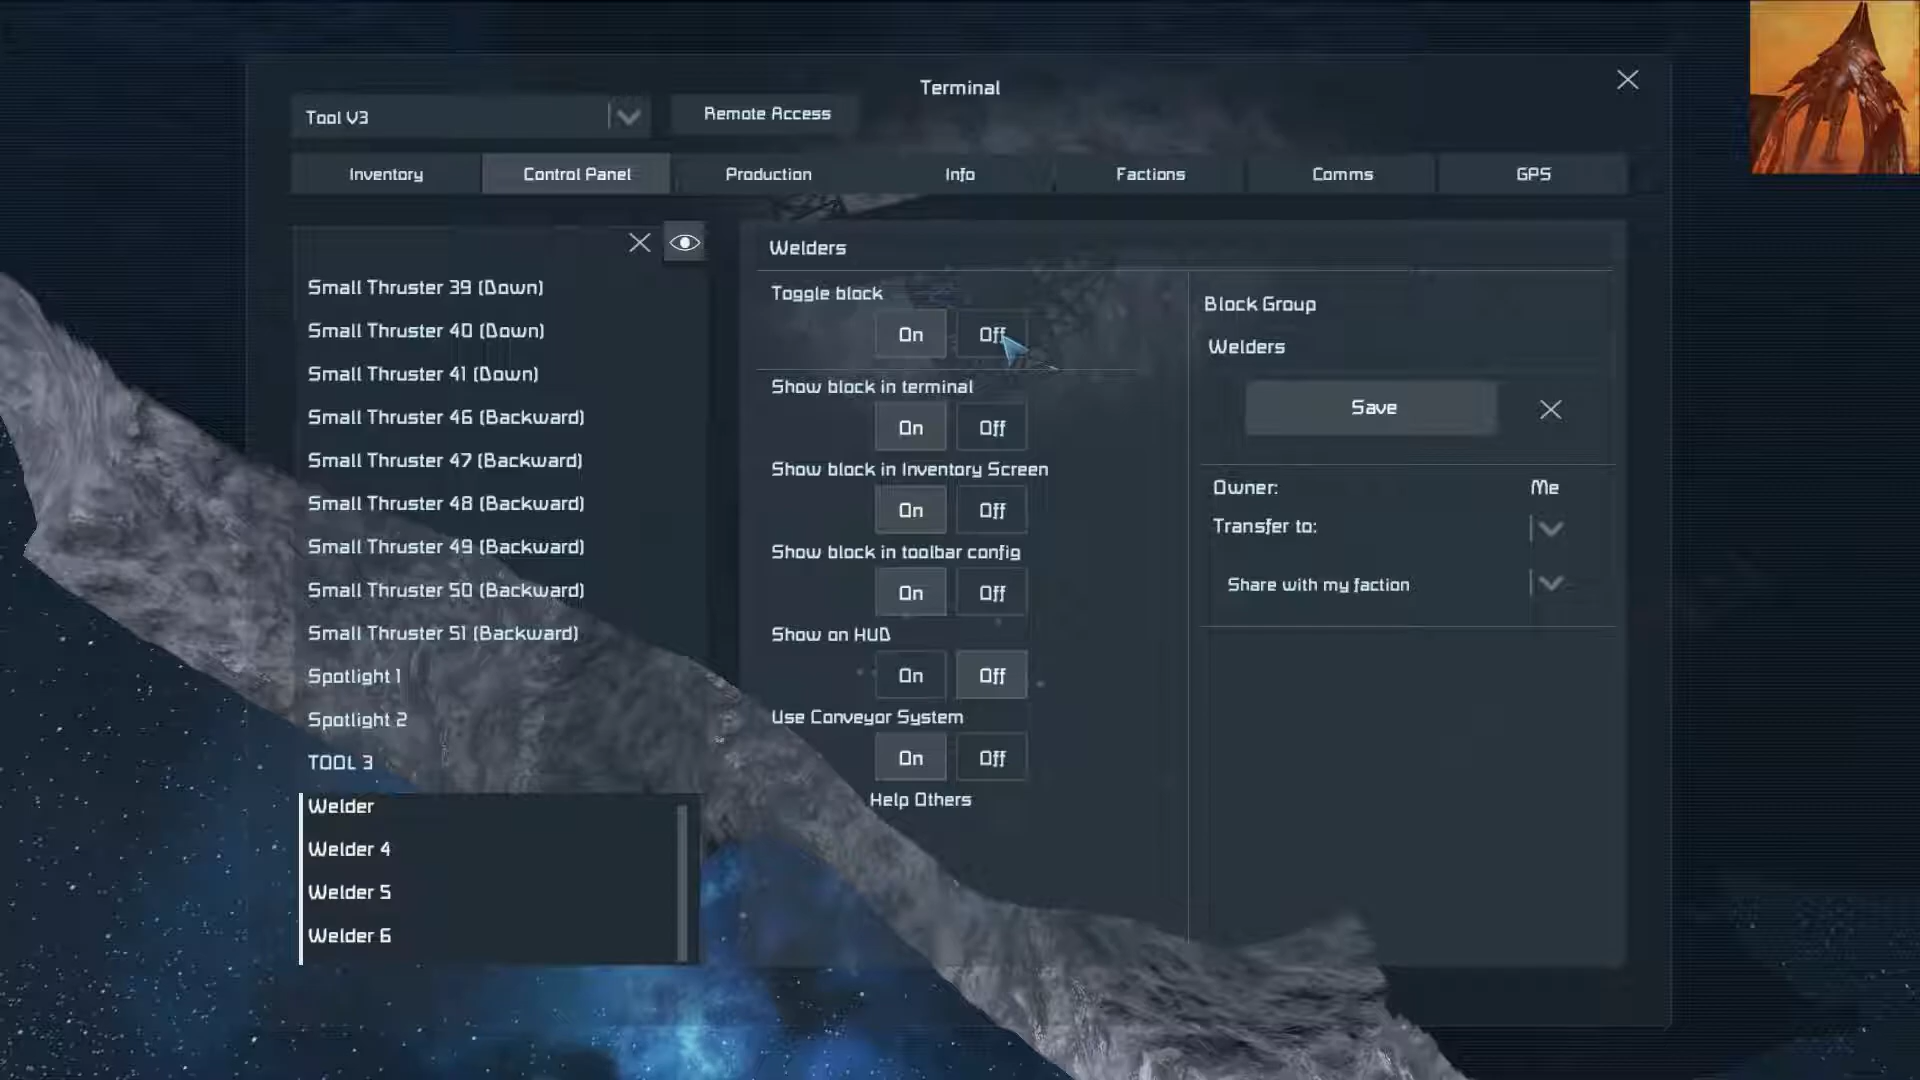 Terminal
Tool V3
Remote Access
Inventory
Control Panel
Production
Info
Factions
Comms
GPS
Small Thruster 39 (Down)
Small Thruster 40 (Down)
Small Thruster 41 (Down)
Small Thruster 46 (Backward)
Small Thruster 47 (Backward)
Small Thruster 48 (Backward)
Small Thruster 49 (Backward)
Small Thruster 50 (Backward)
Small Thruster 51 (Backward)
Spotlight 1
Spotlight 2
TOOL 3
Welder
Welder 4
Welder 5
Welder 6
Welders
Toggle block
On Off
Show block in terminal
On Off
Show block in Inventory Screen
On Off
Show block in toolbar config
On Off
Show on HUD
On Off
Use Conveyor System
On Off
Help Others
Block Group
Welders
Save
Owner: Me
Transfer to:
Share with my faction